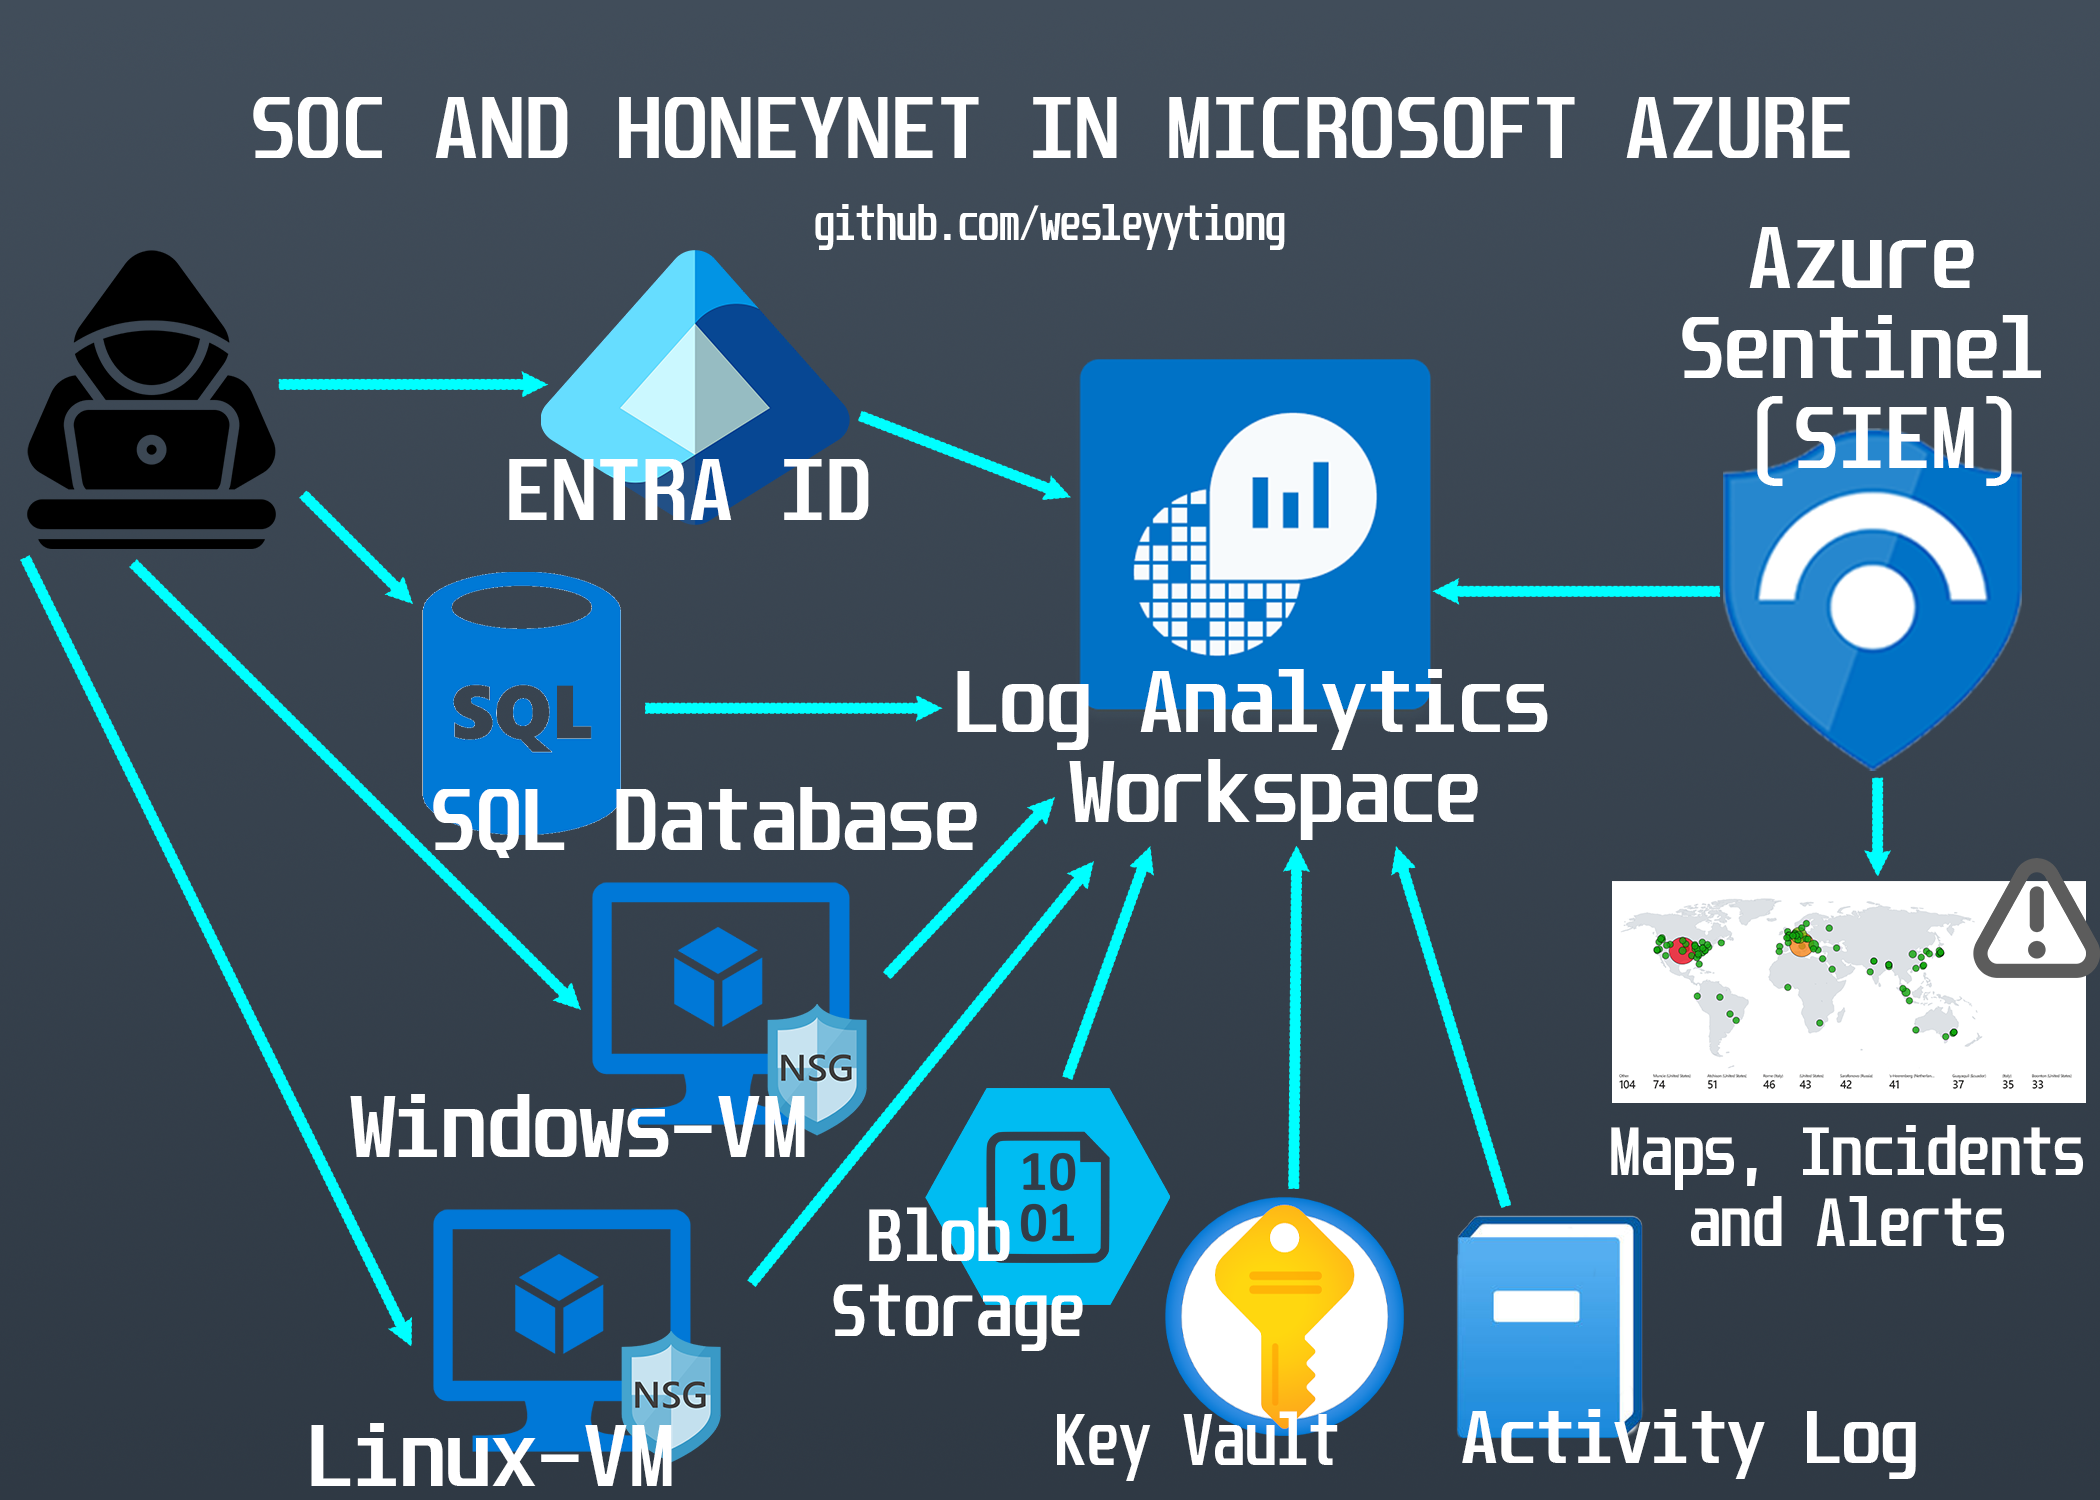 SOC AND HONEYNET IN MICROSOFT AZURE
github.com/wesleyytiong
Azure
Sentinel
(SIEM)
ENTRA ID
SQL
SQL Database
Log Analytics
Workspace
NSG
Windows-VM
10
01
Blob
Storage
NSG
Linux-VM
Key Vault
Activity Log
104 74 51 46 43 42 41 37 35 33
Maps, Incidents
and Alerts